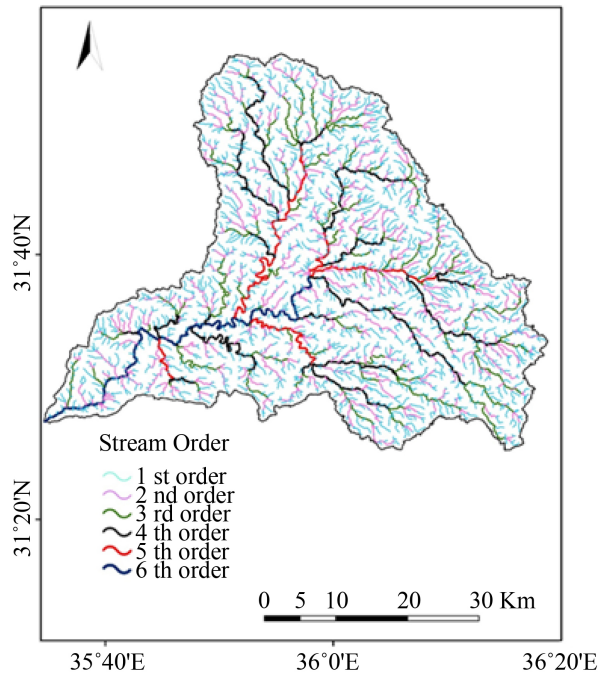 31°40'N
31°20'N
Stream Order
1 st order
2 nd order
3 rd order
4 th order
5 th order
6 th order
0 5 10 20 30 Km
35°40'E 36°0'E 36°20'E